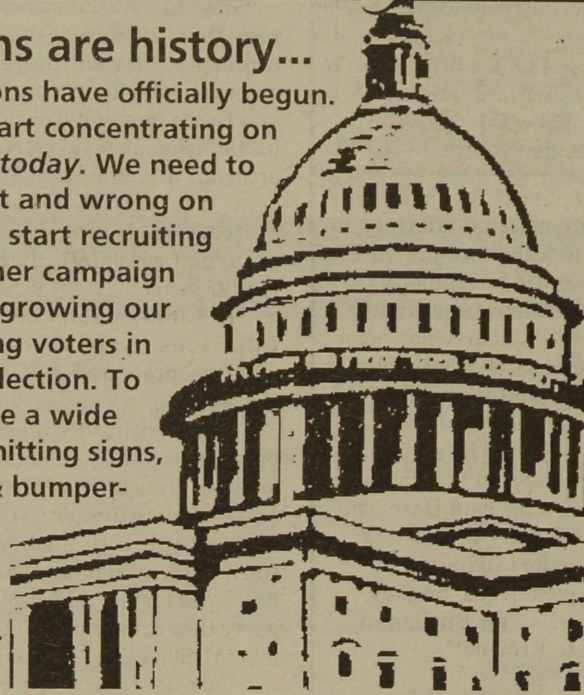 ns are history...
ons have officially begun.
art concentrating on
today. We need to
t and wrong on
start recruiting
her campaign
growing our
ng voters in
lection. To
e a wide
hitting signs,
& bumper-